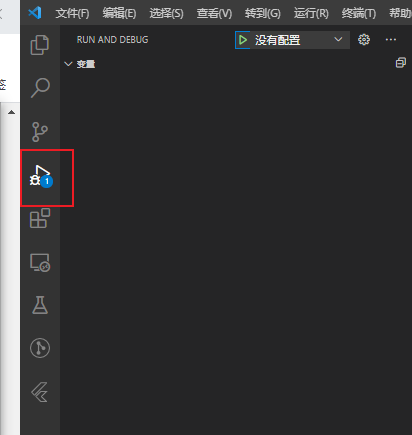 文件(F) 编辑(E) 选择(S) 查看(V) 转到(G) 运行(R) 终端(T) 帮助
签
RUN AND DEBUG 没有配置
变量
1